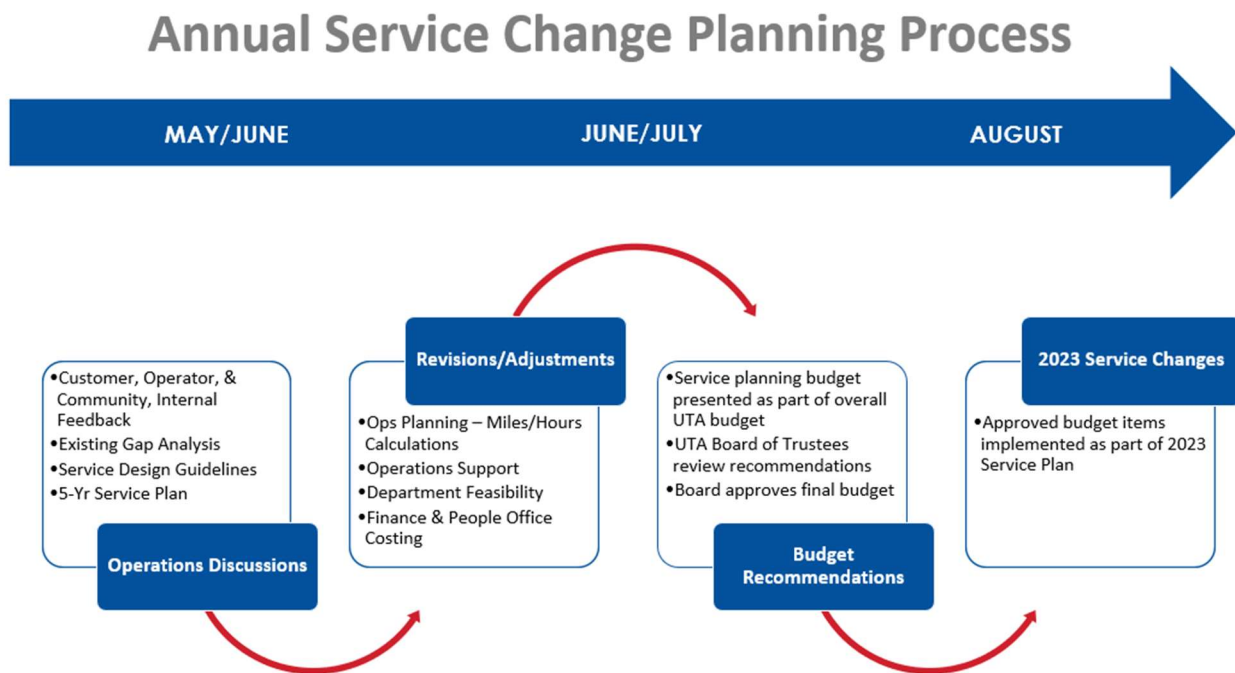 Annual Service Change Planning Process
MAY/JUNE
JUNE/JULY
AUGUST
•Customer, Operator, &
Community, Internal
Feedback
•Existing Gap Analysis
•Service Design Guidelines
•5-Yr Service Plan
Operations Discussions
Revisions/Adjustments
•Ops Planning – Miles/Hours
Calculations
•Operations Support
•Department Feasibility
•Finance & People Office
Costing
•Service planning budget
presented as part of overall
UTA budget
•UTA Board of Trustees
review recommendations
•Board approves final budget
Budget
Recommendations
2023 Service Changes
•Approved budget items
implemented as part of 2023
Service Plan